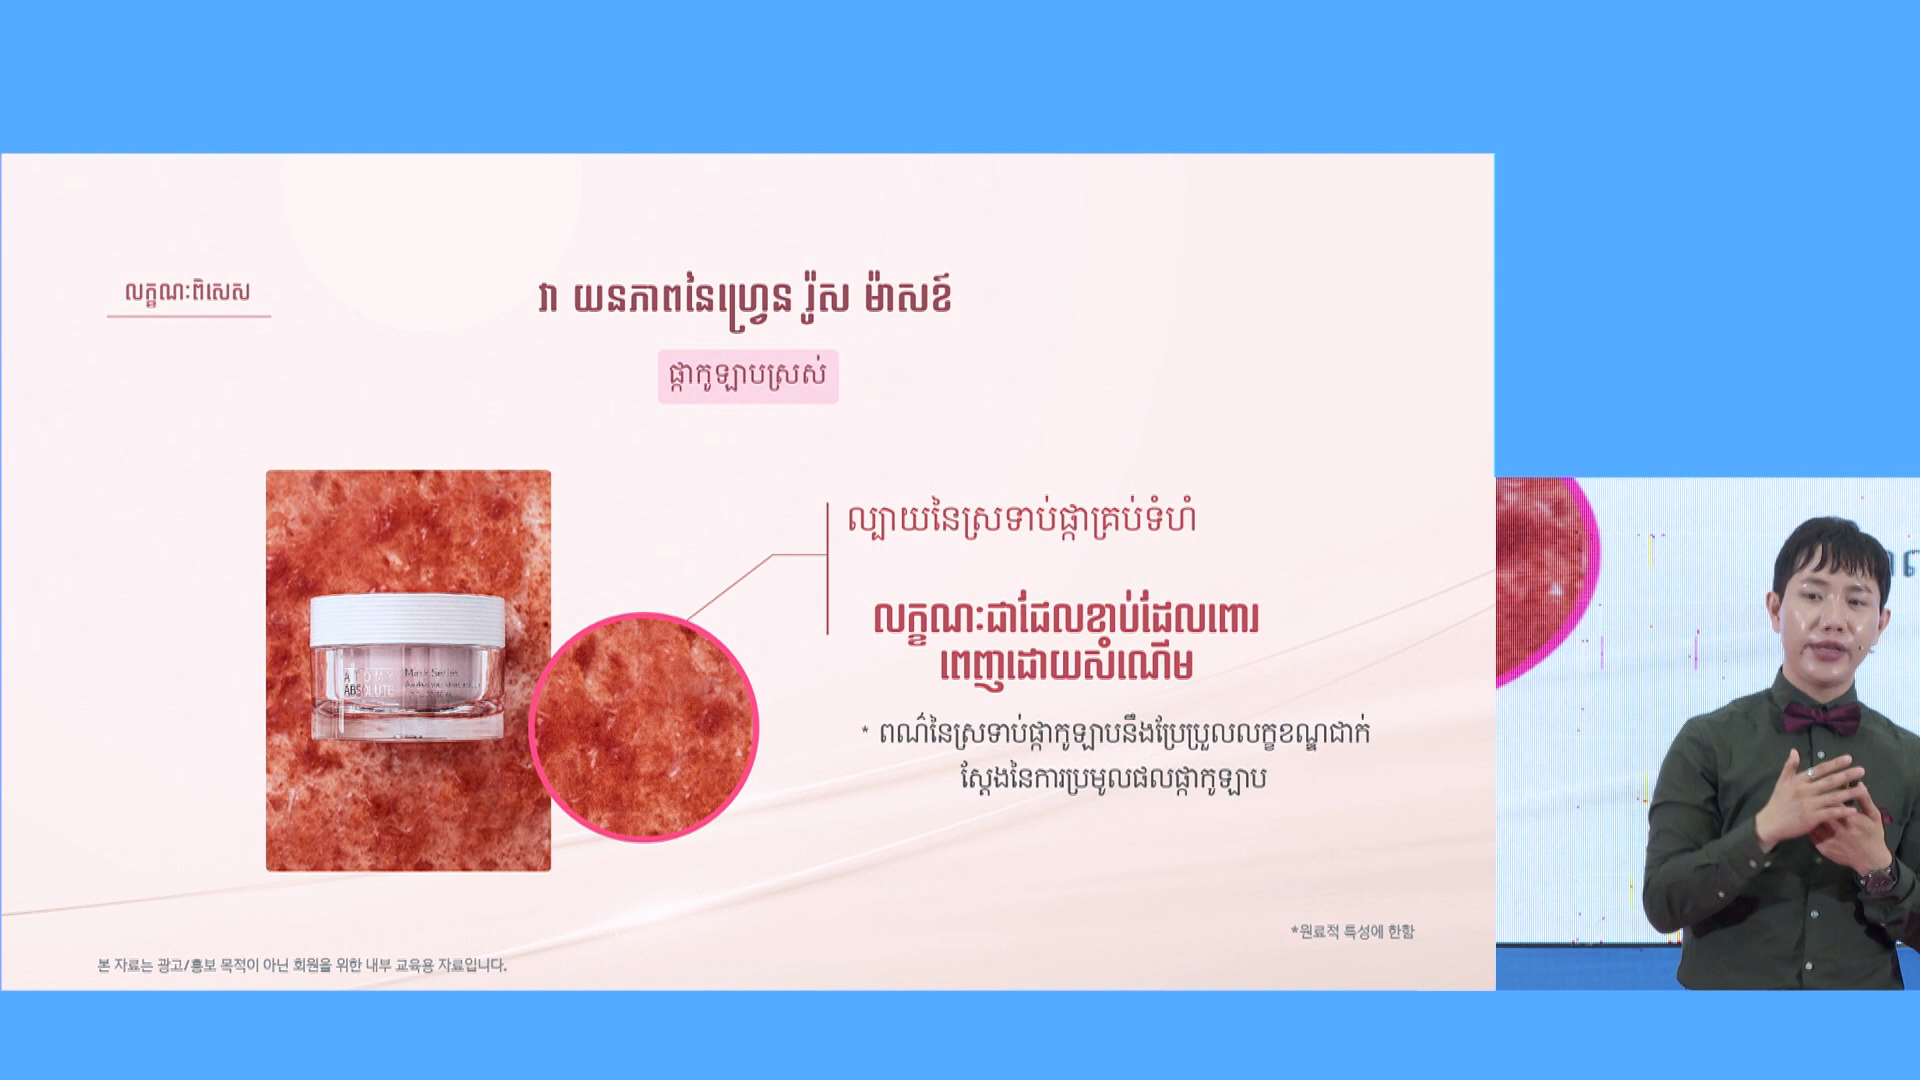 លក្ខណៈពិសេស
វា យនភាពនៃហ្វ្រេន រ៉ូស ម៉ាសខ៍
ផ្កាកូឡាបស្រស់
ល្បាយនៃស្រទាប់ផ្កាគ្រប់ទំហំ
លក្ខណៈជាជែលខាប់ដែលពោរ
ពេញដោយសំណើម
* ពណ៌នៃស្រទាប់ផ្កាកូឡាបនឹងប្រែប្រួលលក្ខខណ្ឌជាក់
ស្តែងនៃការប្រមូលផលផ្កាកូឡាប
ATOMY
ABSOLUTE
Mask Series
*원료적 특성에 한함
본 자료는 광고/홍보 목적이 아닌 회원을 위한 내부 교육용 자료입니다.